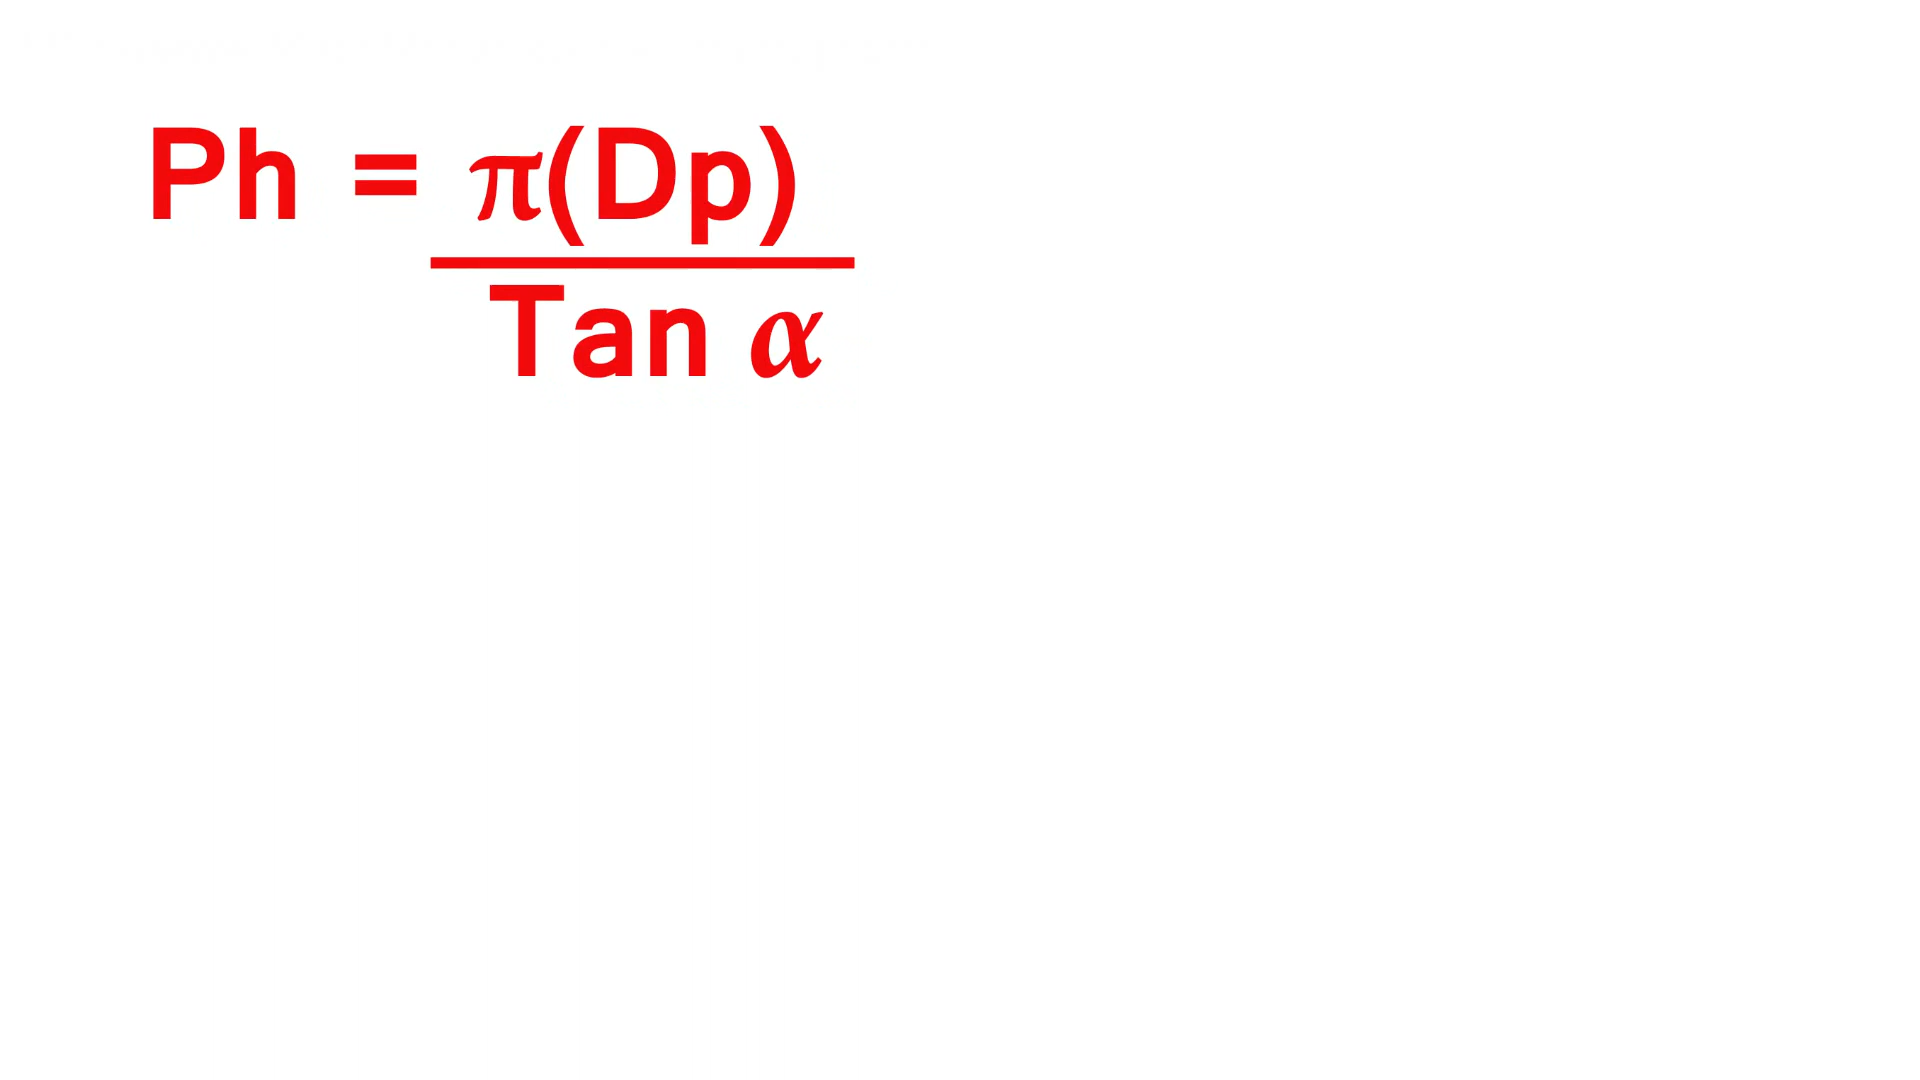 Ph = π(Dp)
Tan α